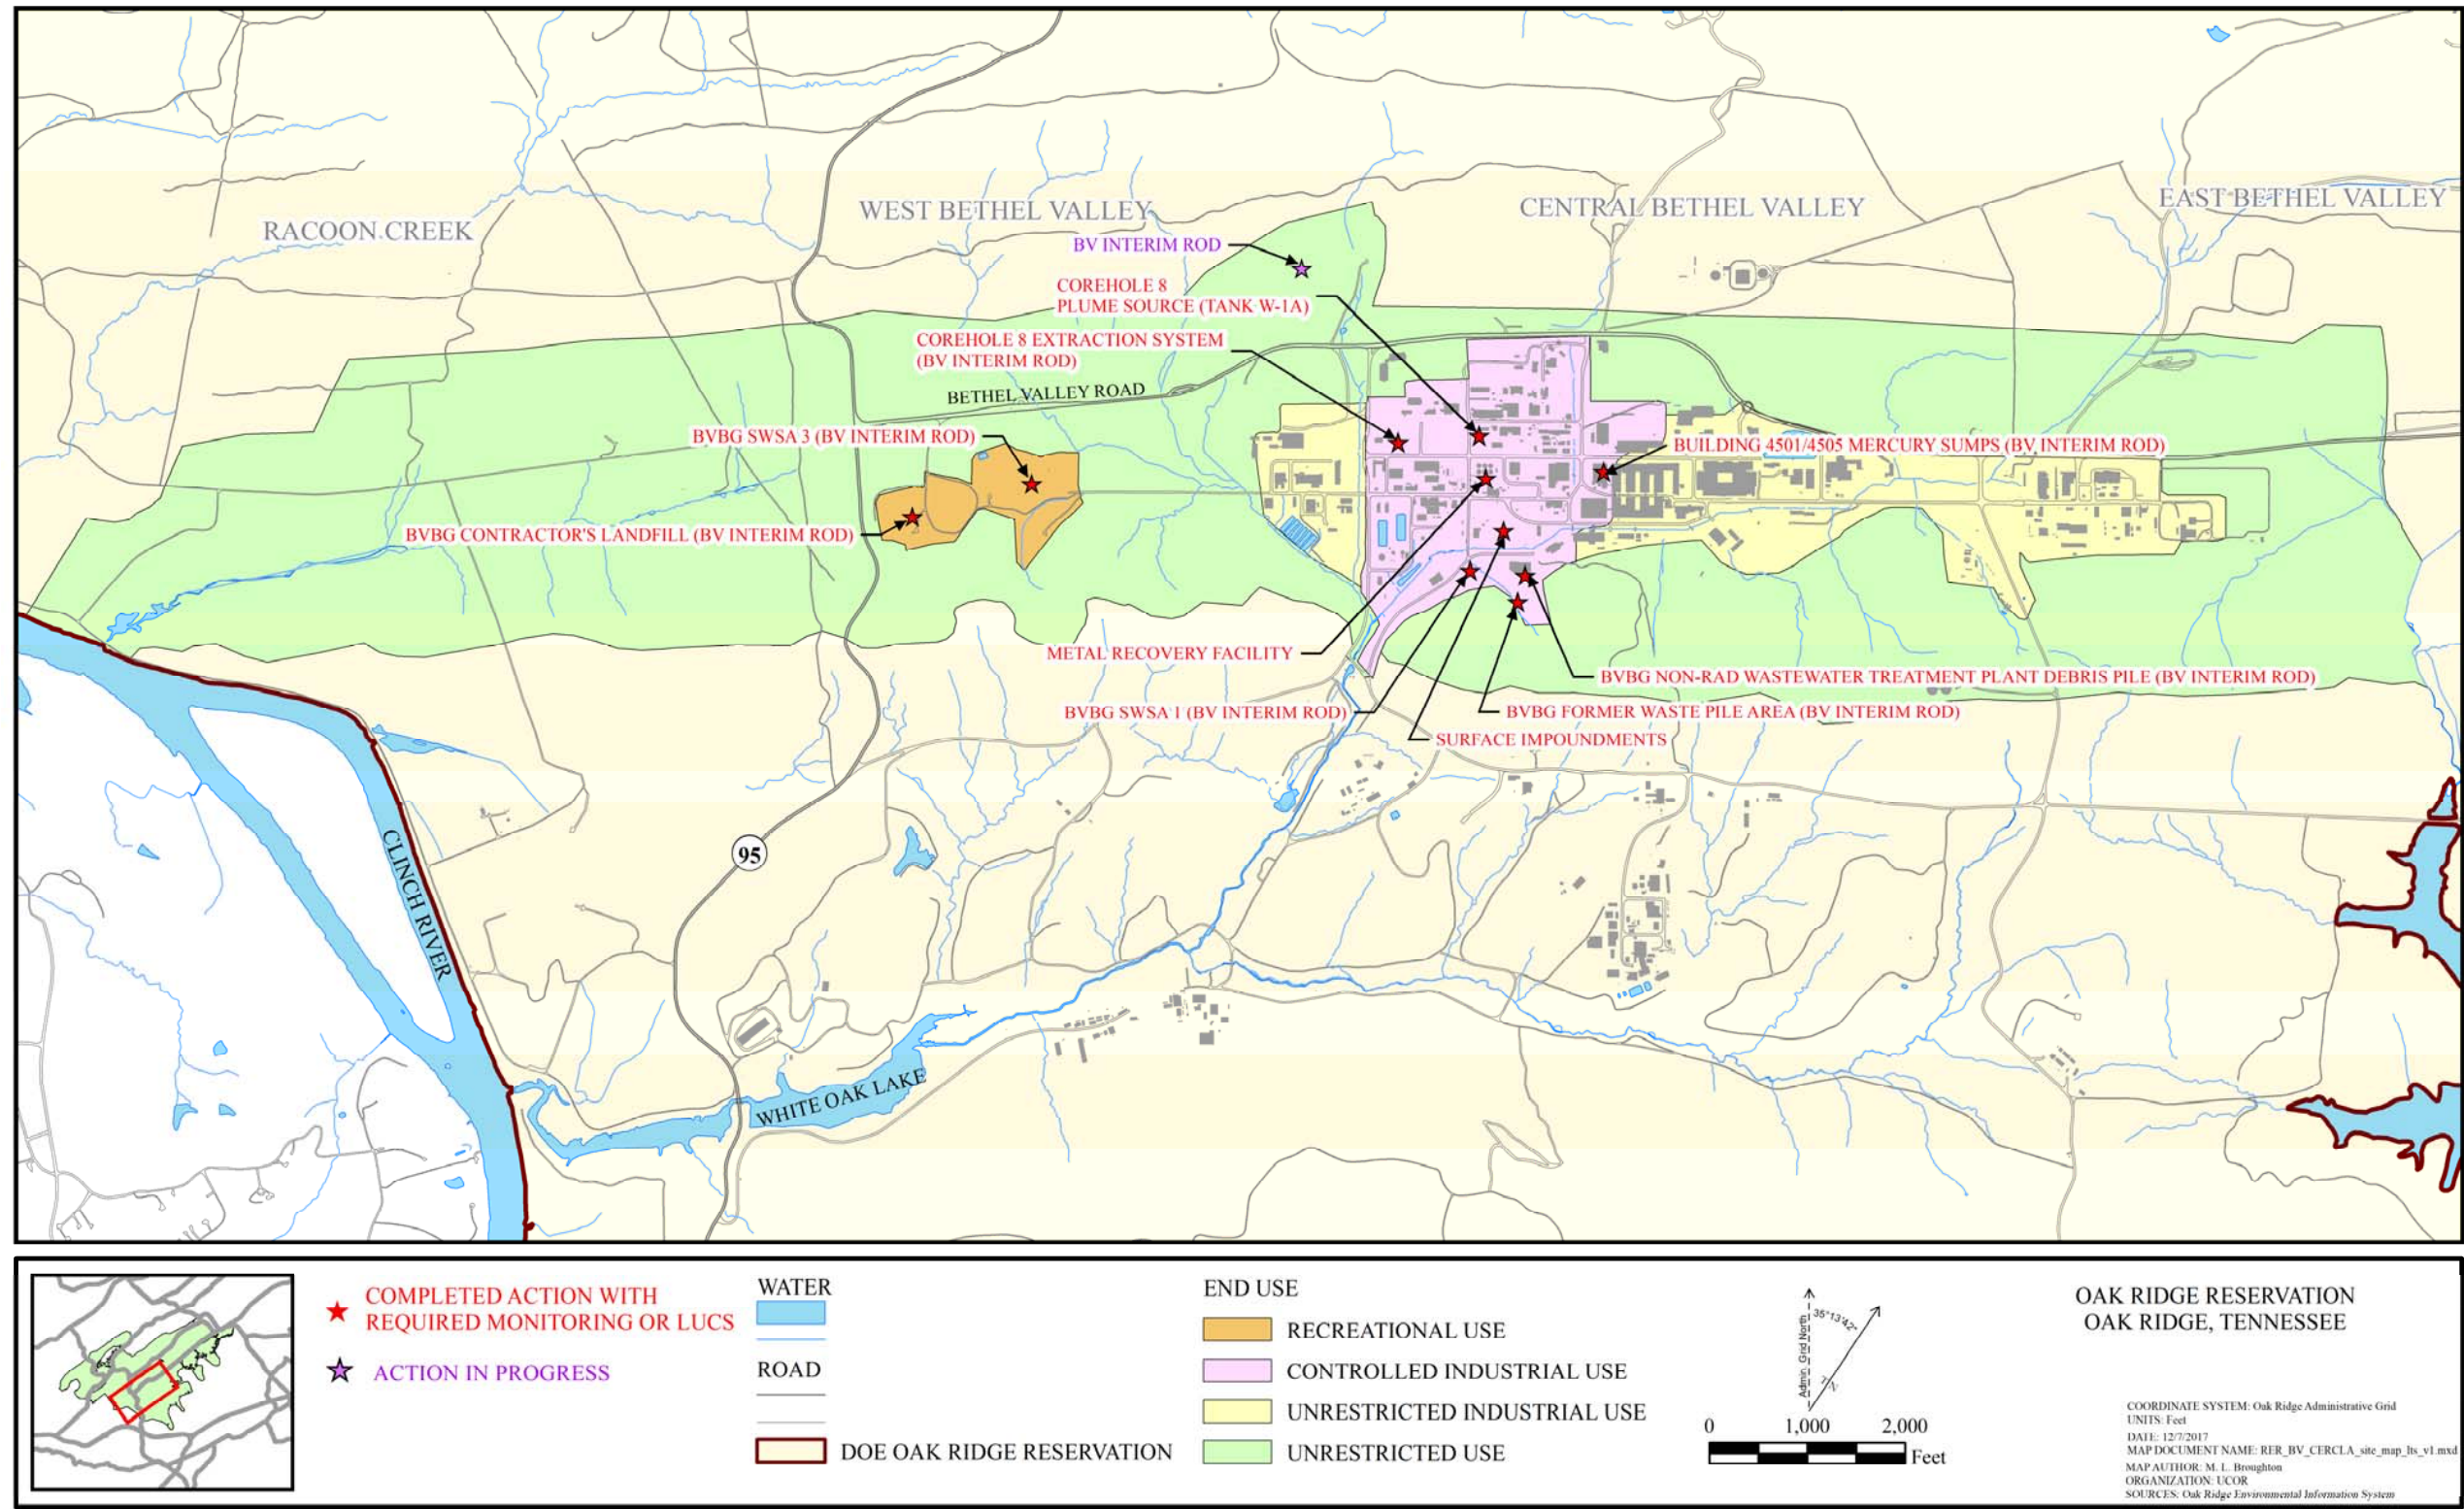 RACOON CREEK
WEST BETHEL VALLEY
CENTRAL BETHEL VALLEY
EAST BETHEL VALLEY
BV INTERIM ROD
COREHOLE 8
PLUME SOURCE (TANK W-1A)
COREHOLE 8 EXTRACTION SYSTEM
(BV INTERIM ROD)
BETHEL VALLEY ROAD
BVBG SWSA 3 (BV INTERIM ROD)
BUILDING 4501/4505 MERCURY SUMPS (BV INTERIM ROD)
BVBG CONTRACTOR'S LANDFILL (BV INTERIM ROD)
METAL RECOVERY FACILITY
BVBG NON-RAD WASTEWATER TREATMENT PLANT DEBRIS PILE (BV INTERIM ROD)
BVBG SWSA 1 (BV INTERIM ROD)
BVBG FORMER WASTE PILE AREA (BV INTERIM ROD)
SURFACE IMPOUNDMENTS
95
CLINCH RIVER
WHITE OAK LAKE
COMPLETED ACTION WITH
REQUIRED MONITORING OR LUCS
ACTION IN PROGRESS
WATER
ROAD
DOE OAK RIDGE RESERVATION
END USE
RECREATIONAL USE
CONTROLLED INDUSTRIAL USE
UNRESTRICTED INDUSTRIAL USE
UNRESTRICTED USE
Admin. Grid North
35°13'42"
T.N.
0 1,000 2,000
Feet
OAK RIDGE RESERVATION
OAK RIDGE, TENNESSEE
COORDINATE SYSTEM: Oak Ridge Administrative Grid
UNITS: Feet
DATE: 12/7/2017
MAP DOCUMENT NAME: RER_BV_CERCLA_site_map_lts_v1.mxd
MAP AUTHOR: M. L. Broughton
ORGANIZATION: UCOR
SOURCES: Oak Ridge Environmental Information System